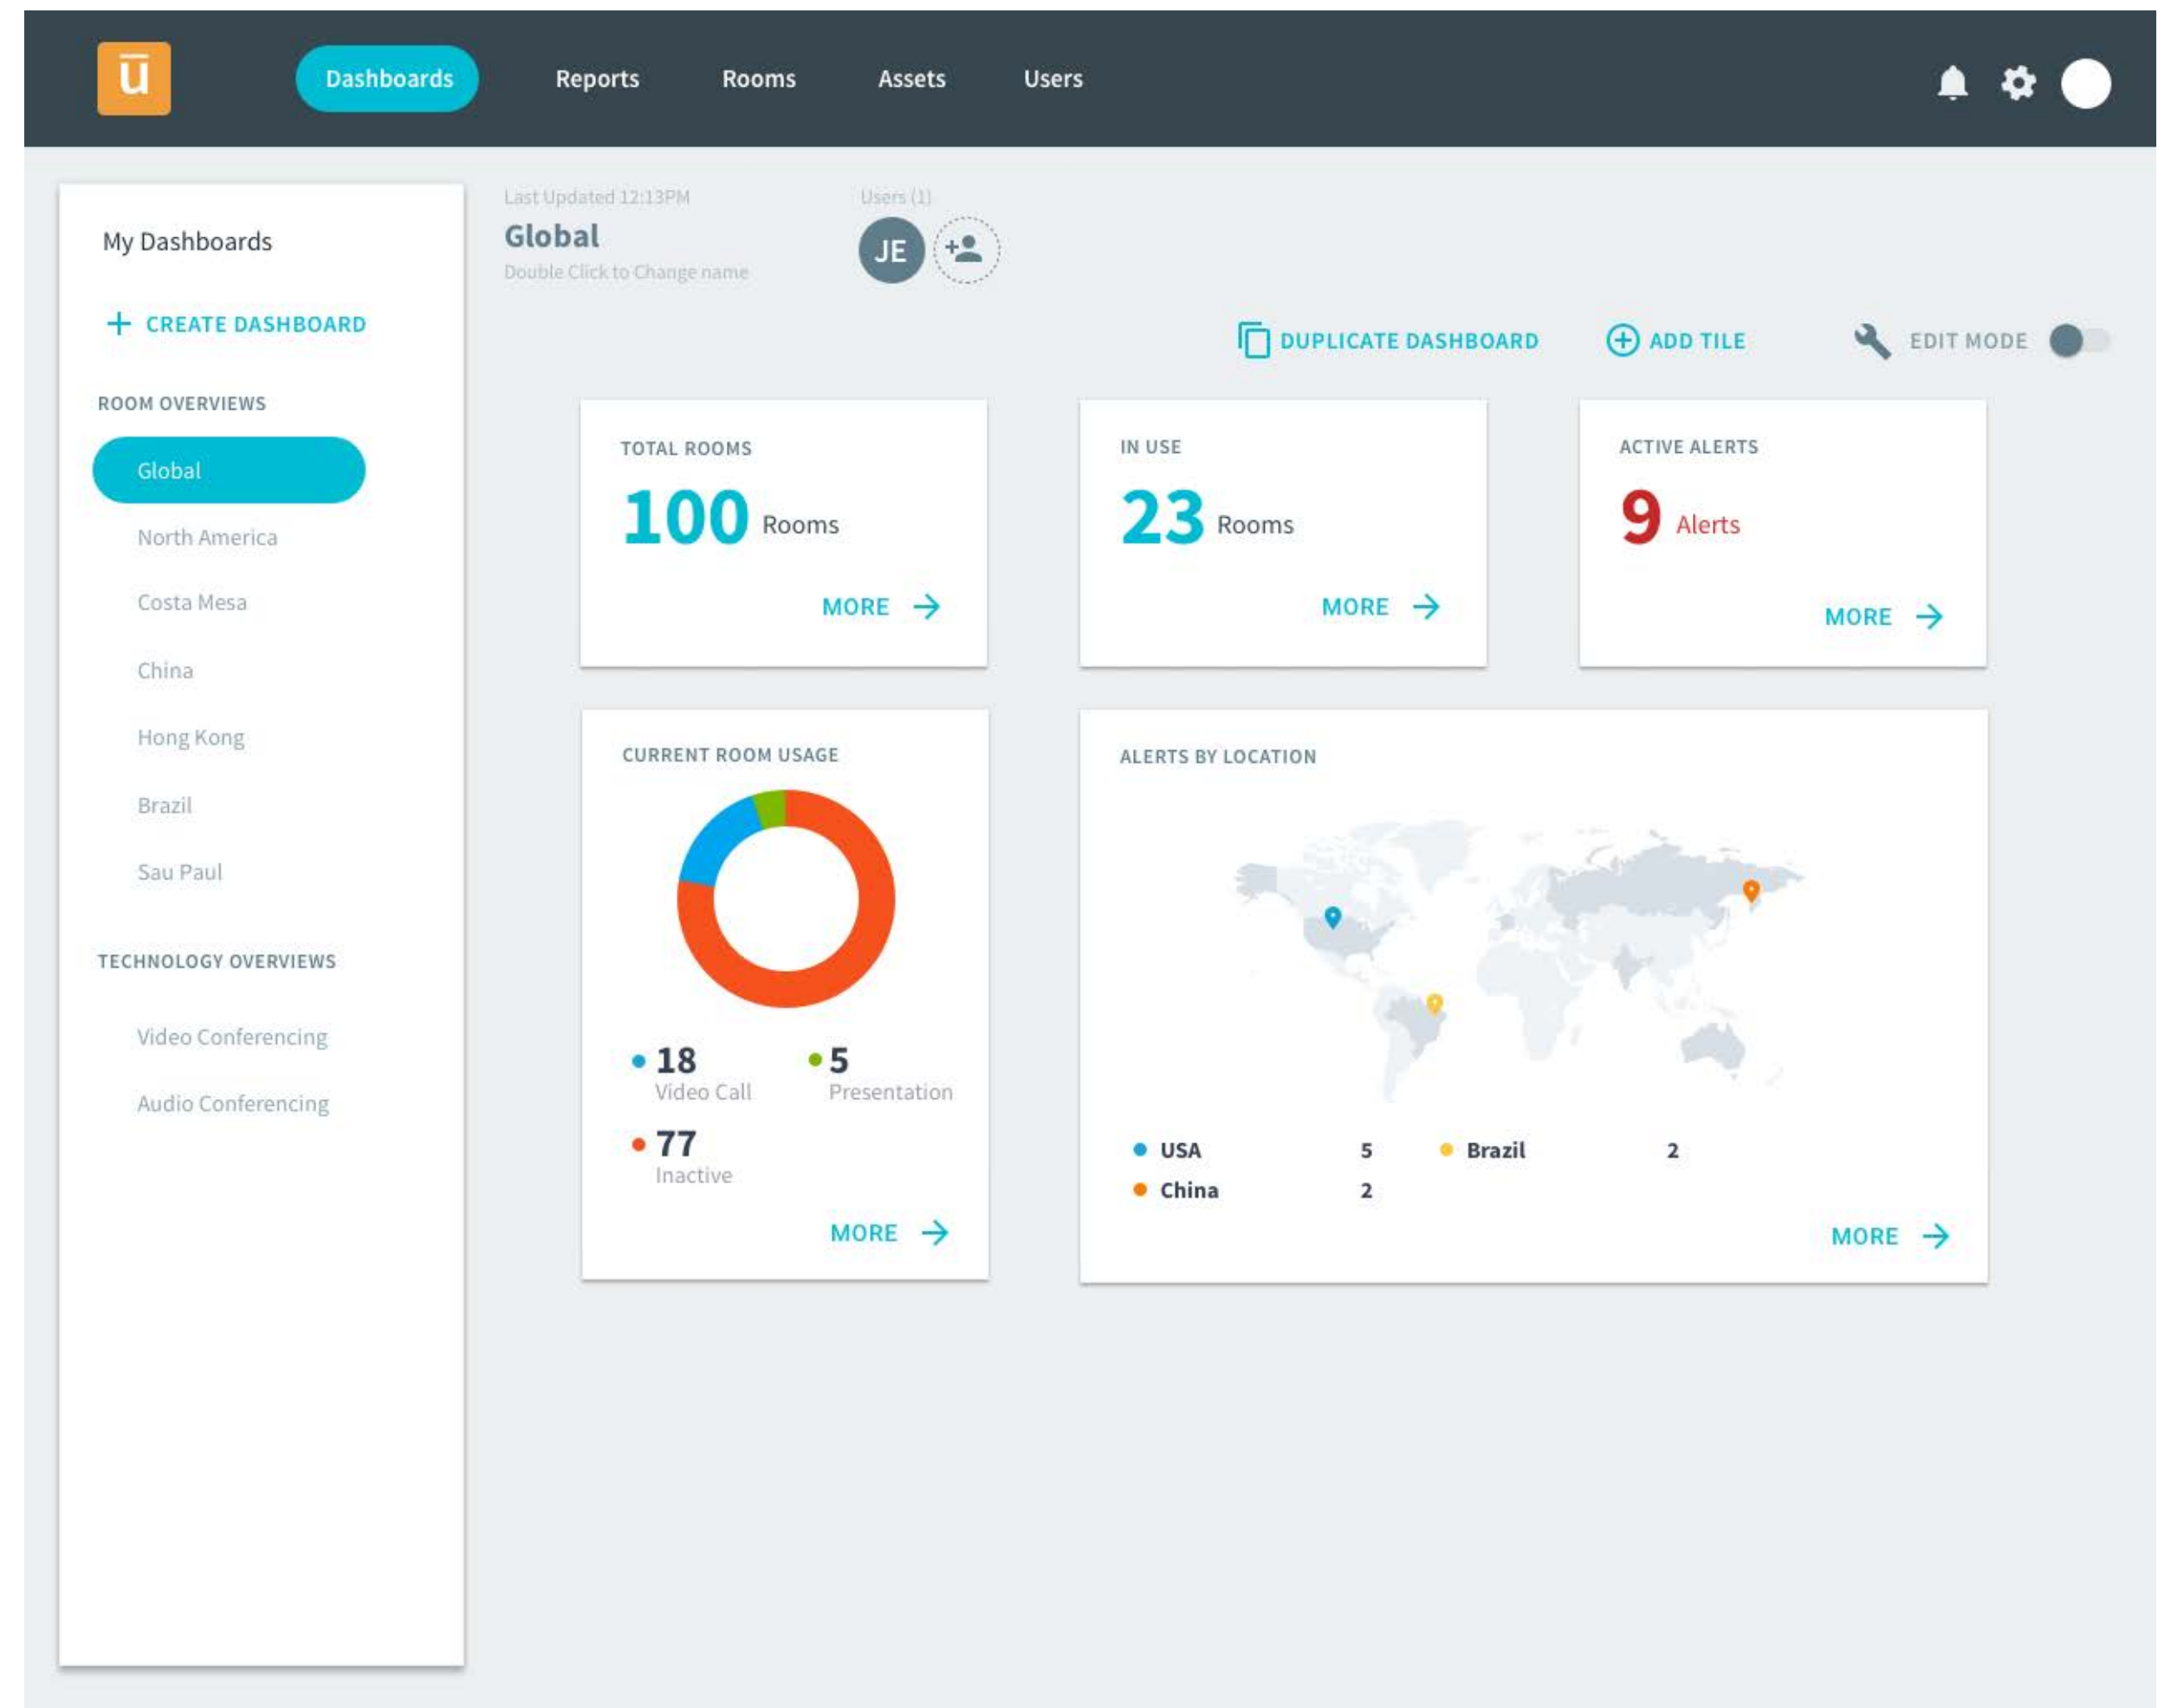 ū
Dashboards
Reports
Rooms
Assets
Users
My Dashboards
CREATE DASHBOARD
ROOM OVERVIEWS
Global
North America
Costa Mesa
China
Hong Kong
Brazil
Sau Paul
TECHNOLOGY OVERVIEWS
Video Conferencing
Audio Conferencing
Last Updated 12:13PM
Global
Double Click to Change name
Users (1)
JE
DUPLICATE DASHBOARD
ADD TILE
EDIT MODE
TOTAL ROOMS
100 Rooms
MORE
IN USE
23 Rooms
MORE
ACTIVE ALERTS
9 Alerts
MORE
CURRENT ROOM USAGE
18
Video Call
5
Presentation
77
Inactive
MORE
ALERTS BY LOCATION
USA 5
Brazil 2
China 2
MORE